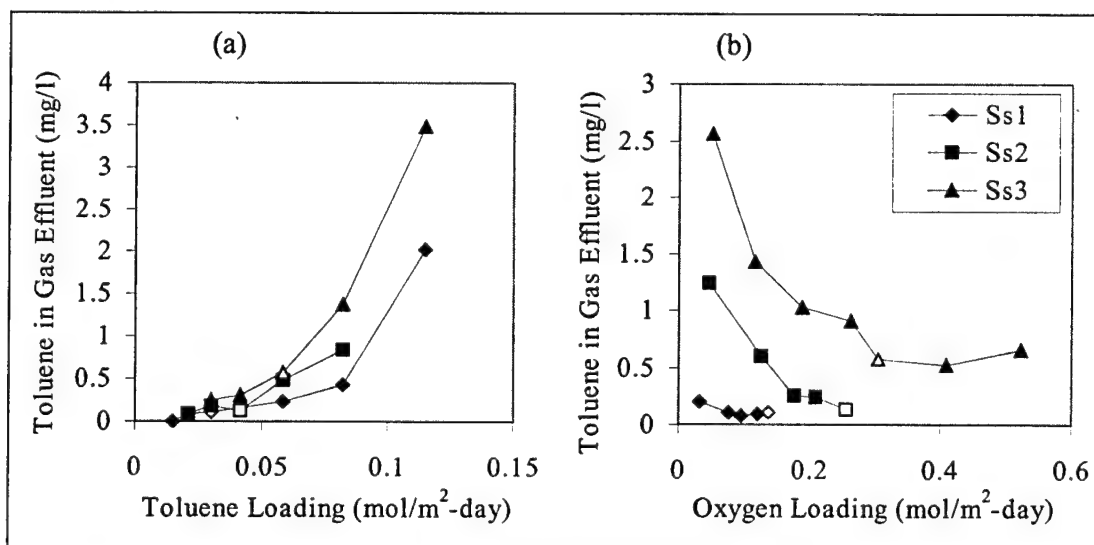 (a)
Toluene in Gas Effluent (mg/l)
4
3.5
3
2.5
2
1.5
1
0.5
0
0
0.05
0.1
0.15
Toluene Loading (mol/m²-day)
(b)
Toluene in Gas Effluent (mg/l)
3
2.5
2
1.5
1
0.5
0
0
0.2
0.4
0.6
Oxygen Loading (mol/m²-day)
Ss1
Ss2
Ss3